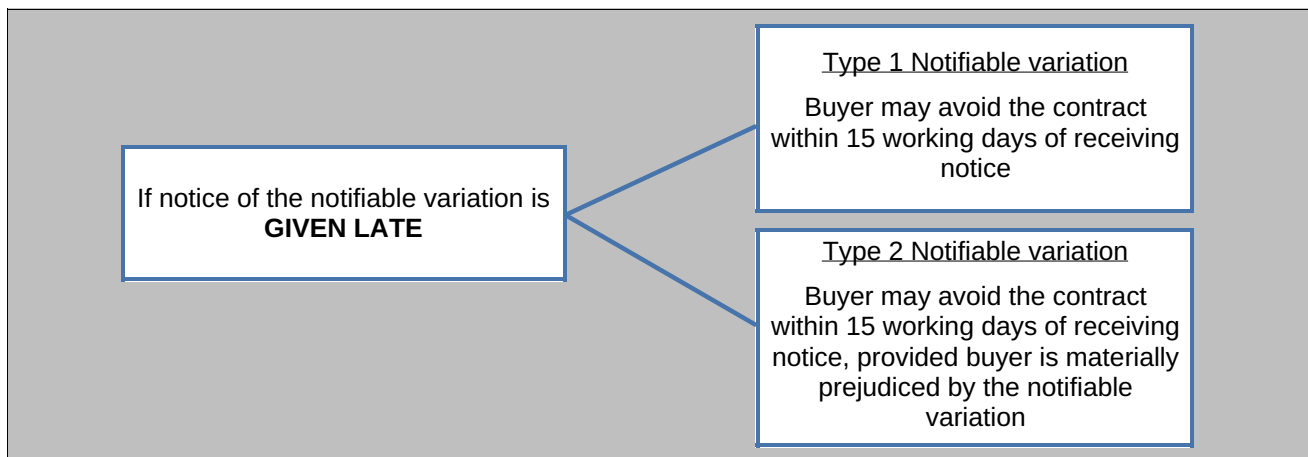 If notice of the notifiable variation is
GIVEN LATE
Type 1 Notifiable variation
Buyer may avoid the contract
within 15 working days of receiving
notice
Type 2 Notifiable variation
Buyer may avoid the contract
within 15 working days of receiving
notice, provided buyer is materially
prejudiced by the notifiable
variation